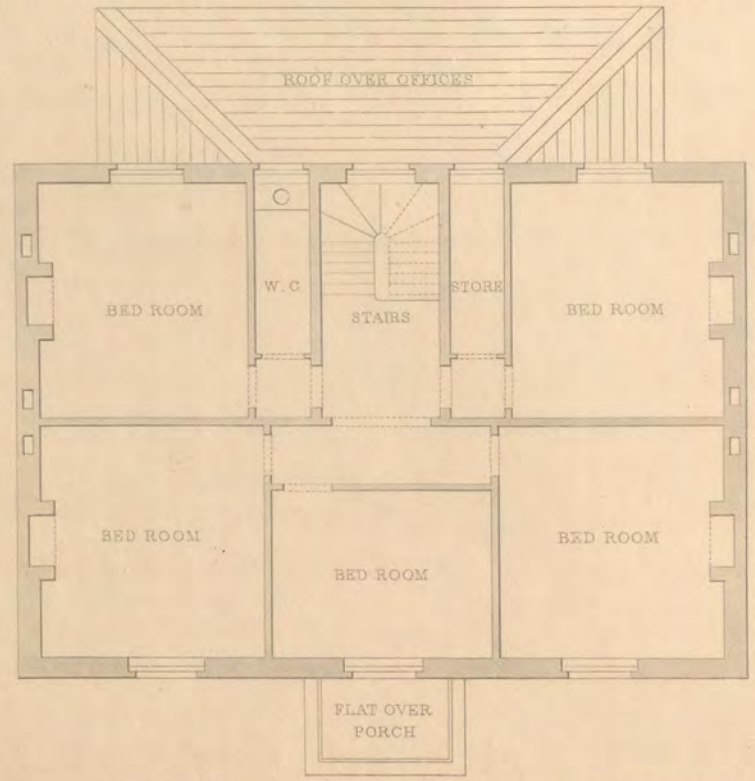 ROOF OVER OFFICES
BED ROOM
W.C
STAIRS
STORE
BED ROOM
BED ROOM
BED ROOM
BED ROOM
FLAT OVER
PORCH